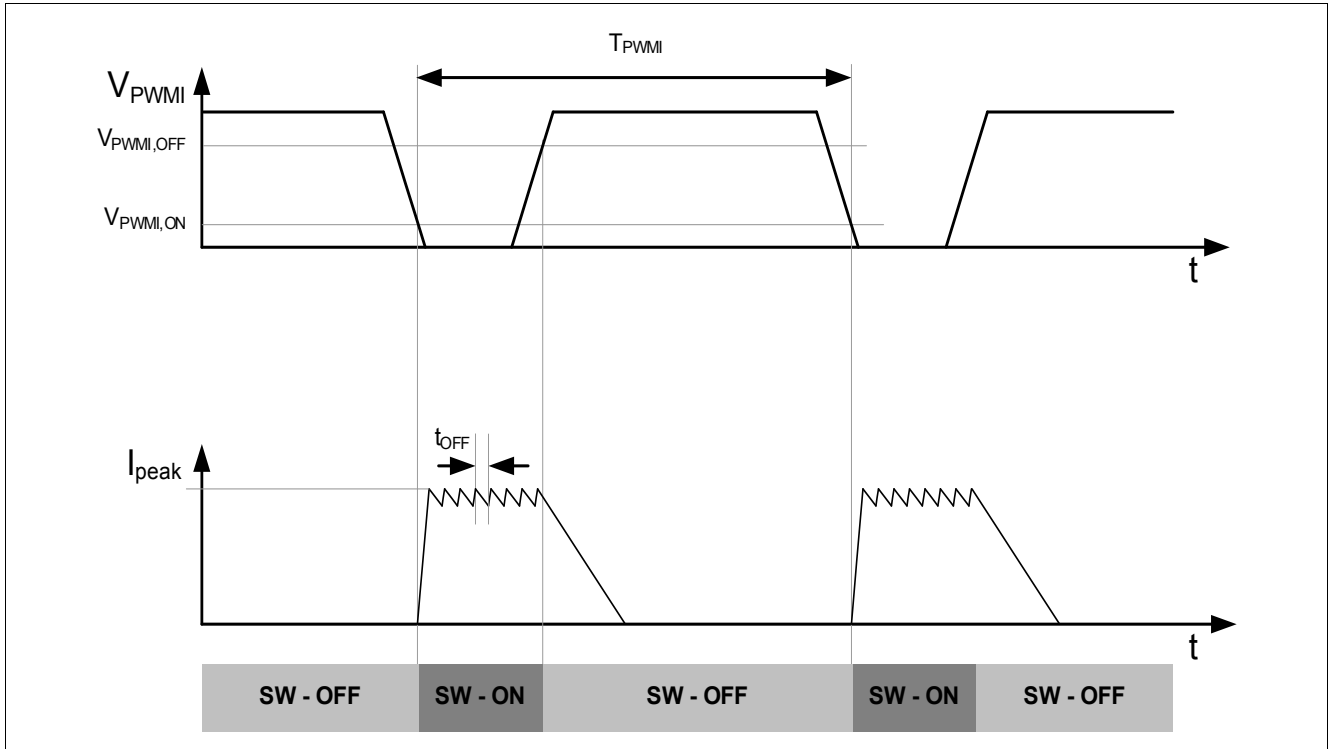 TPWMI
VPWMI
VPWMI,OFF
VPWMI,ON
t
tOFF
Ipeak
t
SW - OFF SW - ON SW - OFF SW - ON SW - OFF